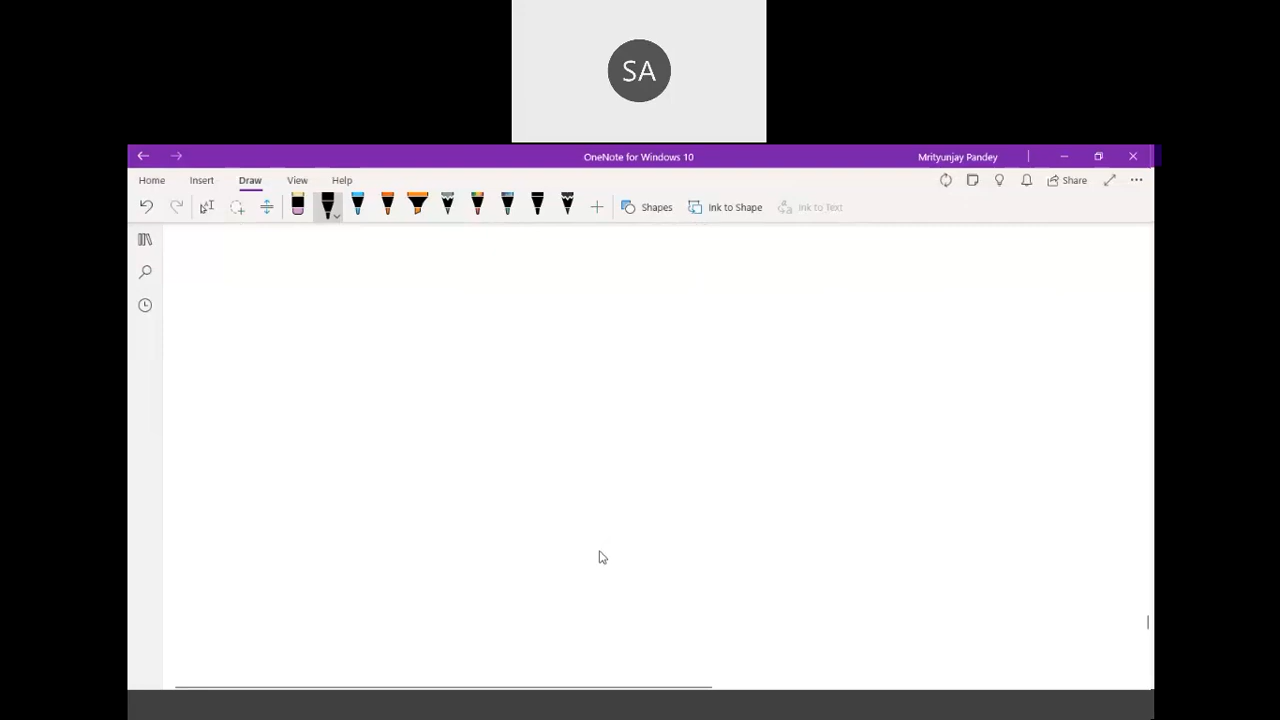 SA
OneNote for Windows 10
Mrityunjay Pandey
Home Insert Draw View Help
Share
Shapes Ink to Shape Ink to Text